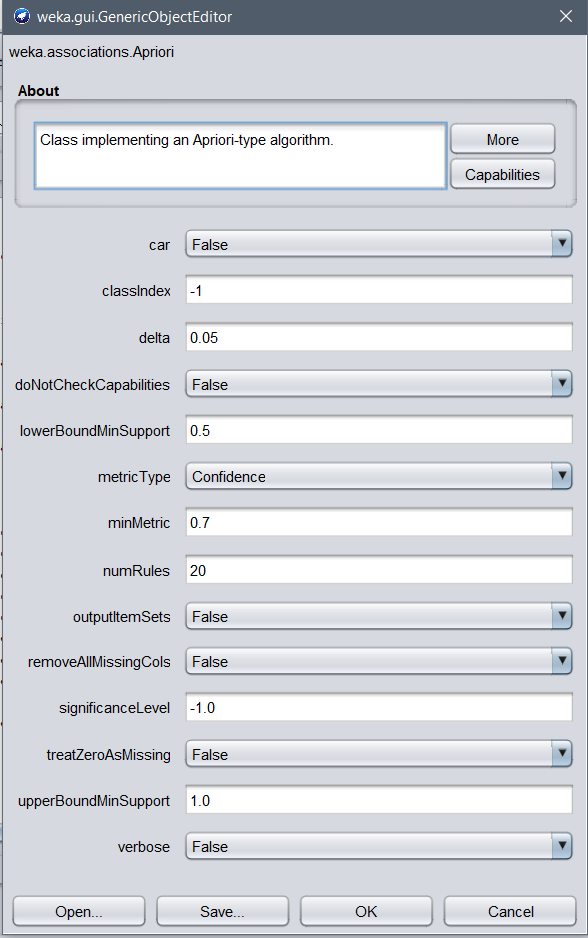 weka.gui.GenericObjectEditor
weka.associations.Apriori
About
Class implementing an Apriori-type algorithm.
More
Capabilities
car False
classIndex -1
delta 0.05
doNotCheckCapabilities False
lowerBoundMinSupport 0.5
metricType Confidence
minMetric 0.7
numRules 20
outputItemSets False
removeAllMissingCols False
significanceLevel -1.0
treatZeroAsMissing False
upperBoundMinSupport 1.0
verbose False
Open... Save... OK Cancel